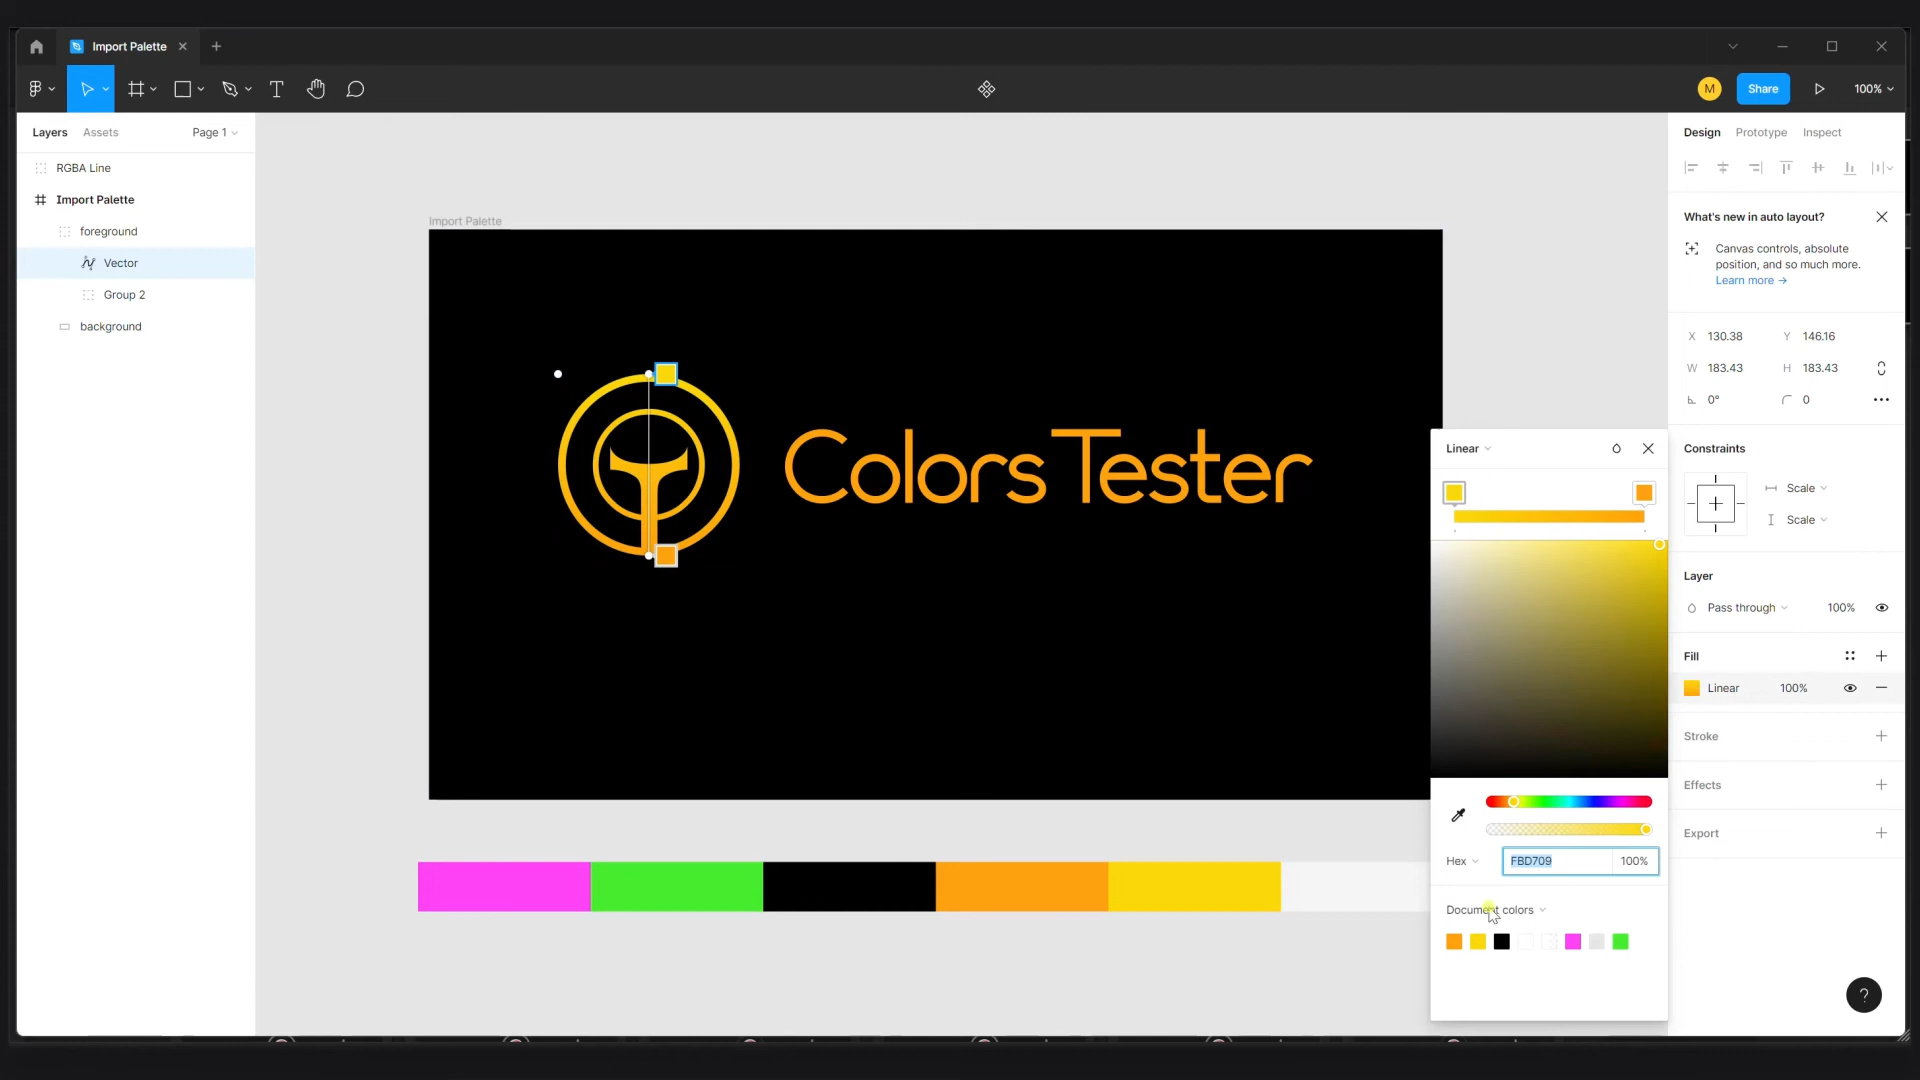 Import Palette
M
Share
100%
Layers
Assets
Page 1
RGBA Line
Import Palette
foreground
Vector
Group 2
background
Import Palette
Colors Tester
Linear
Hex
FBD709
100%
Document colors
Design
Prototype
Inspect
What's new in auto layout?
Canvas controls, absolute
position, and so much more.
Learn more →
X 130.38
Y 146.16
W 183.43
H 183.43
0°
0
Constraints
Scale
Scale
Layer
Pass through
100%
Fill
Linear
100%
Stroke
Effects
Export
?